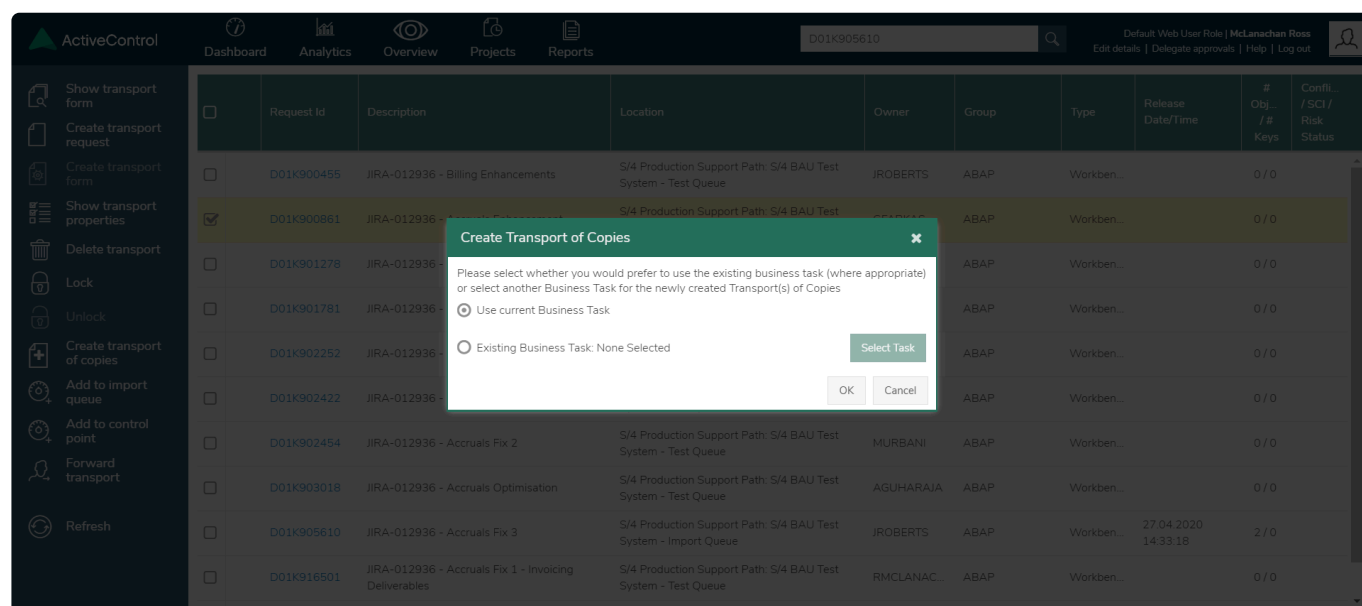 ActiveControl
Dashboard
Analytics
Overview
Projects
Reports
D01K905610
Default Web User Role | McLanachan Ross
Edit details | Delegate approvals | Help | Log out
Show transport
form
Create transport
request
Create transport
form
Show transport
properties
Delete transport
Lock
Unlock
Create transport
of copies
Add to import
queue
Add to control
point
Forward
transport
Refresh
Request Id
Description
Location
Owner
Group
Type
Release
Date/Time
#
Obj...
/ #
Keys
Confli...
/ SCI /
Risk
Status
D01K900455 JIRA-012936 - Billing Enhancements S/4 Production Support Path: S/4 BAU Test JROBERTS ABAP Workben... 0 / 0
System - Test Queue
D01K900861 JIRA-012936 - Accruals Enhancement S/4 Production Support Path: S/4 BAU Test ABAP Workben... 0 / 0
D01K901278 JIRA-012936 - ABAP Workben... 0 / 0
D01K901781 JIRA-012936 - ABAP Workben... 0 / 0
D01K902252 JIRA-012936 - ABAP Workben... 0 / 0
D01K902422 JIRA-012936 - ABAP Workben... 0 / 0
Create Transport of Copies
Please select whether you would prefer to use the existing business task (where appropriate)
or select another Business Task for the newly created Transport(s) of Copies
Use current Business Task
Existing Business Task: None Selected
Select Task
OK
Cancel
D01K902454 JIRA-012936 - Accruals Fix 2 S/4 Production Support Path: S/4 BAU Test MURBANI ABAP Workben... 0 / 0
System - Test Queue
D01K903018 JIRA-012936 - Accruals Optimisation S/4 Production Support Path: S/4 BAU Test AGUHARAJA ABAP Workben... 0 / 0
System - Test Queue
D01K905610 JIRA-012936 - Accruals Fix 3 S/4 Production Support Path: S/4 BAU Test JROBERTS ABAP Workben... 27.04.2020 2 / 0
System - Import Queue 14:33:18
D01K916501 JIRA-012936 - Accruals Fix 1 - Invoicing S/4 Production Support Path: S/4 BAU Test RMCLANAC... ABAP Workben... 0 / 0
Deliverables System - Test Queue